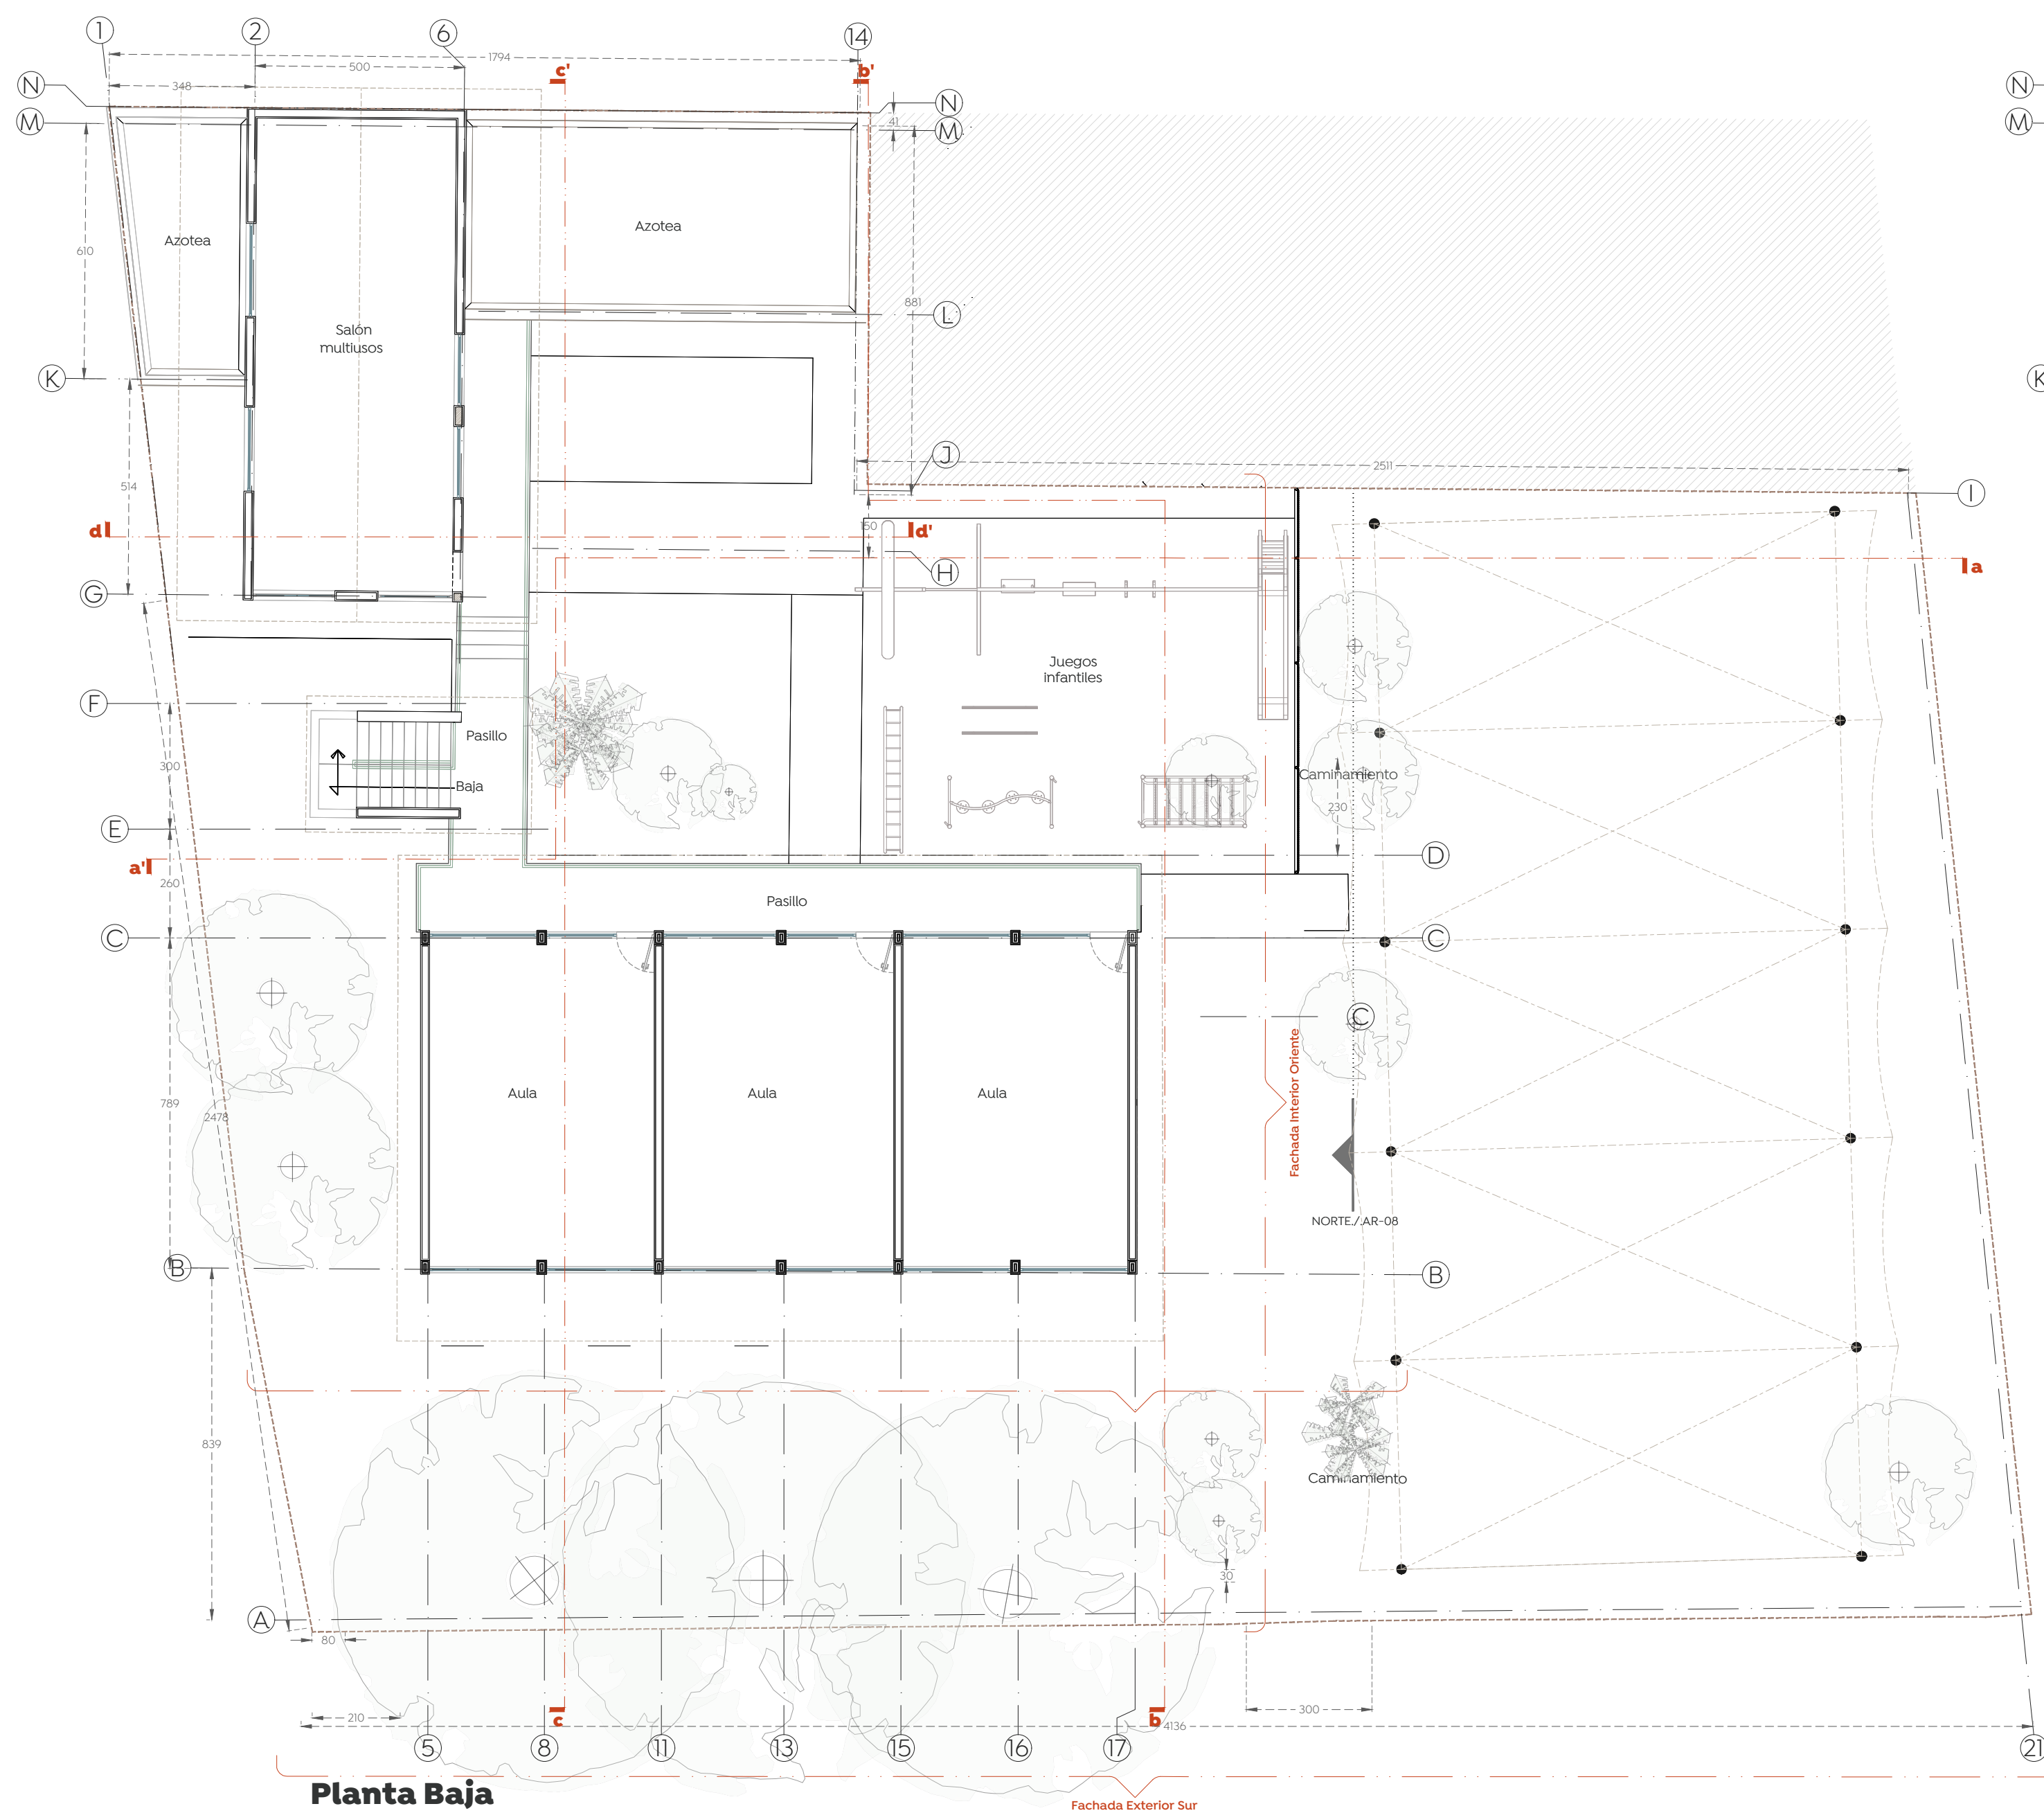 1
2
6
14
1794
500
348
c'
b'
N
N
N
M
M
M
41
Azotea
Azotea
610
881
L
Salón
multiusos
K
K
J
2511
I
514
d
d'
150
a
H
G
Juegos
infantiles
F
Pasillo
300
Caminamiento
Baja
230
E
D
a'
260
Pasillo
C
C
C
Fachada Interior Oriente
Aula
Aula
Aula
789
2478
NORTE./.AR-08
B
B
839
Caminamiento
30
A
80
210
c
b
300
4136
5
8
11
13
15
16
17
21
Planta Baja
Fachada Exterior Sur